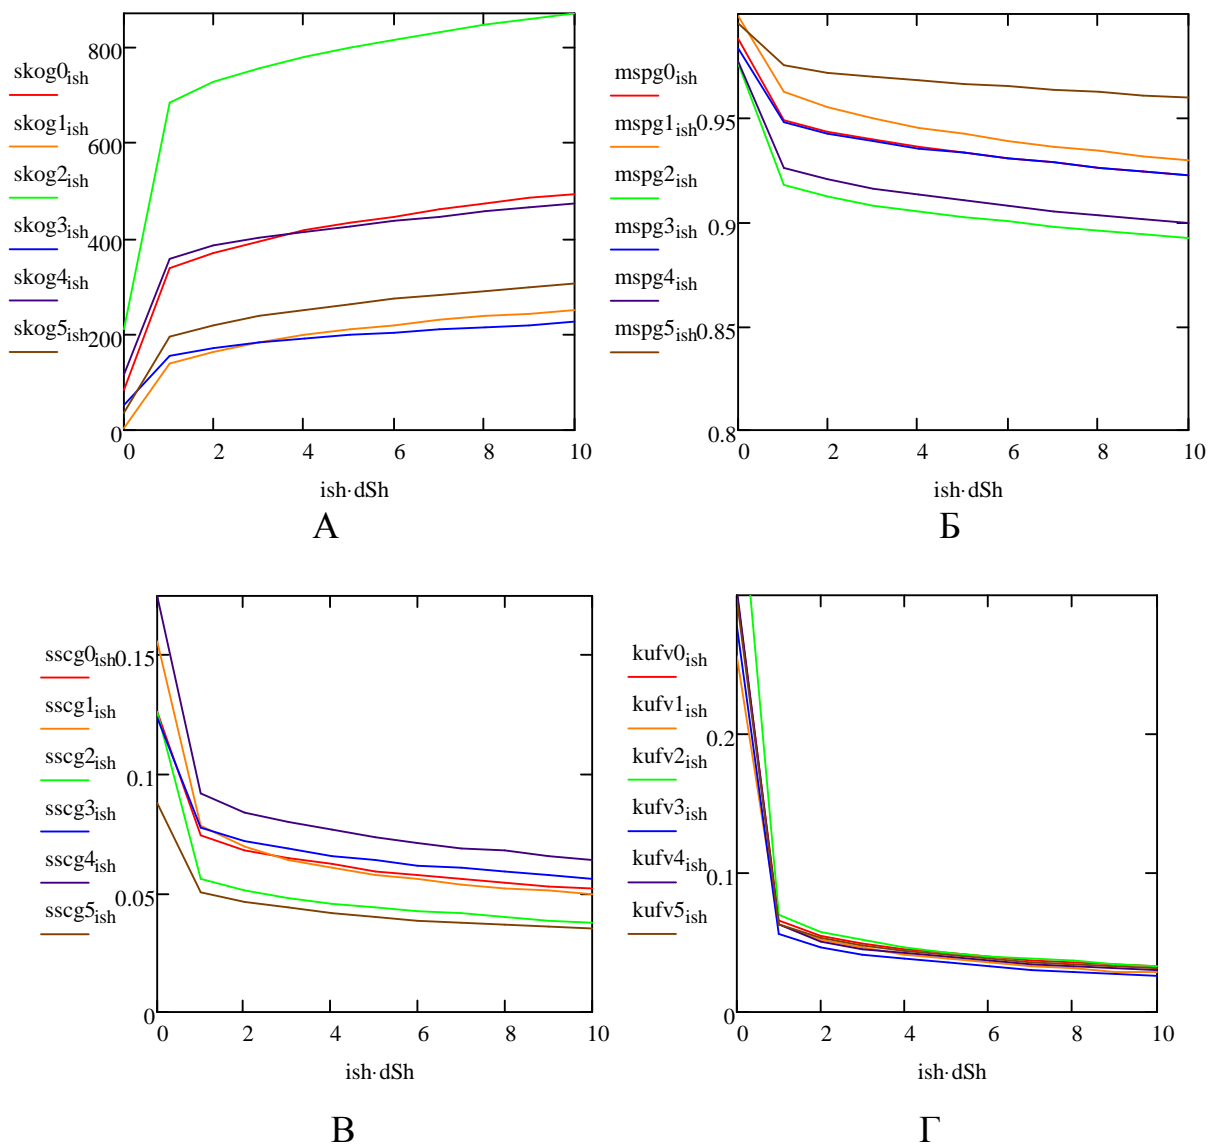 skog0ish
skog1ish
skog2ish
skog3ish
skog4ish
skog5ish
800
600
400
200
0
0 2 4 6 8 10
ish·dSh
А
mspg0ish
mspg1ish
mspg2ish
mspg3ish
mspg4ish
mspg5ish
0.95
0.9
0.85
0.8
0 2 4 6 8 10
ish·dSh
Б
sscg0ish
sscg1ish
sscg2ish
sscg3ish
sscg4ish
sscg5ish
0.15
0.1
0.05
0
0 2 4 6 8 10
ish·dSh
В
kufv0ish
kufv1ish
kufv2ish
kufv3ish
kufv4ish
kufv5ish
0.2
0.1
0
0 2 4 6 8 10
ish·dSh
Г